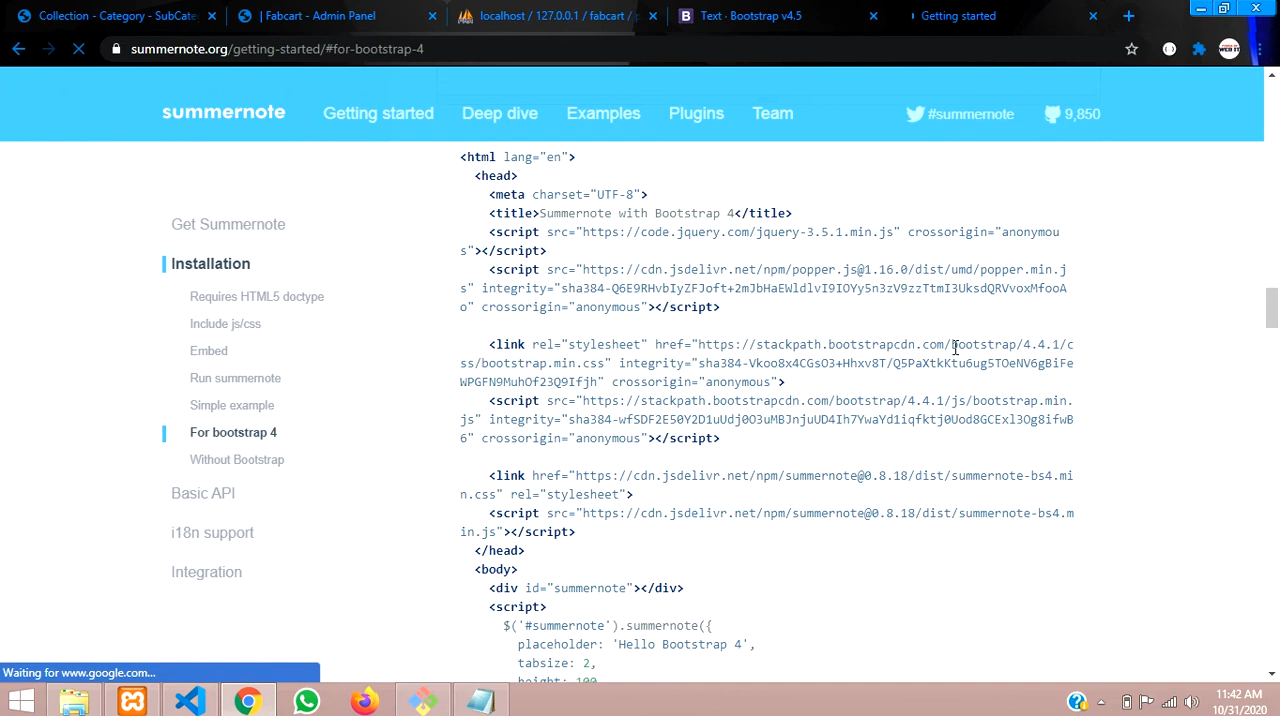 Collection - Category - SubCate
| Fabcart - Admin Panel
localhost / 127.0.0.1 / fabcart / p
Text · Bootstrap v4.5
Getting started
summernote.org/getting-started/#for-bootstrap-4
summernote
Getting started
Deep dive
Examples
Plugins
Team
#summernote
9,850
Get Summernote
Installation
Requires HTML5 doctype
Include js/css
Embed
Run summernote
Simple example
For bootstrap 4
Without Bootstrap
Basic API
i18n support
Integration
<html lang="en">
<head>
<meta charset="UTF-8">
<title>Summernote with Bootstrap 4</title>
<script src="https://code.jquery.com/jquery-3.5.1.min.js" crossorigin="anonymou
s"></script>
<script src="https://cdn.jsdelivr.net/npm/popper.js@1.16.0/dist/umd/popper.min.j
s" integrity="sha384-Q6E9RHvbIyZFJoft+2mJbHaEWldlvI9IOYy5n3zV9zzTtmI3UksdQRVvoxMfooA
o" crossorigin="anonymous"></script>
<link rel="stylesheet" href="https://stackpath.bootstrapcdn.com/bootstrap/4.4.1/c
ss/bootstrap.min.css" integrity="sha384-Vkoo8x4CGsO3+Hhxv8T/Q5PaXtkKtu6ug5TOeNV6gBiFe
WPGFN9MuhOf23Q9Ifjh" crossorigin="anonymous">
<script src="https://stackpath.bootstrapcdn.com/bootstrap/4.4.1/js/bootstrap.min.
js" integrity="sha384-wfSDF2E50Y2D1uUdj0O3uMBJnjuUD4Ih7YwaYd1iqfktj0Uod8GCExl3Og8ifwB
6" crossorigin="anonymous"></script>
<link href="https://cdn.jsdelivr.net/npm/summernote@0.8.18/dist/summernote-bs4.mi
n.css" rel="stylesheet">
<script src="https://cdn.jsdelivr.net/npm/summernote@0.8.18/dist/summernote-bs4.m
in.js"></script>
</head>
<body>
<div id="summernote"></div>
<script>
$('#summernote').summernote({
placeholder: 'Hello Bootstrap 4',
tabsize: 2,
height: 100
Waiting for www.google.com...
11:42 AM
10/31/2020